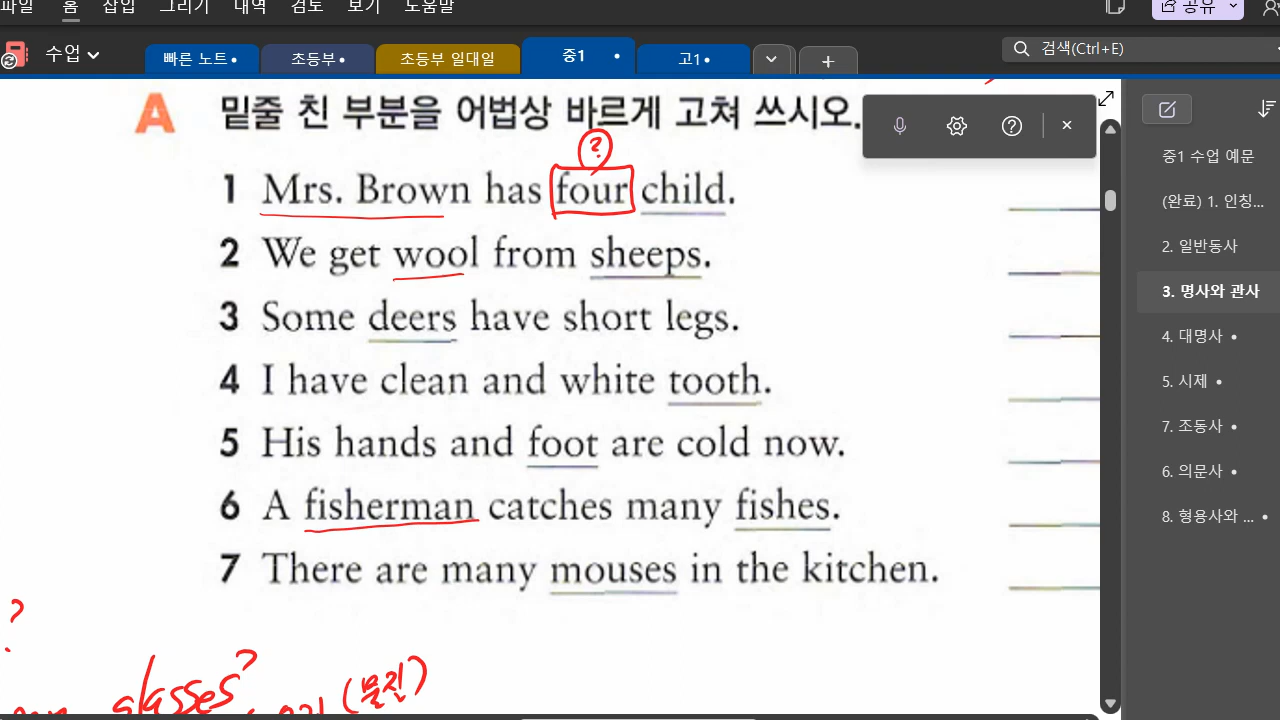 파일 홈 삽입 그리기 내역 검토 보기 도움말 공유
수업 빠른 노트 초등부 초등부 일대일 중1 고1 + 검색(Ctrl+E)
A 밑줄 친 부분을 어법상 바르게 고쳐 쓰시오.
?
1 Mrs. Brown has four child.
2 We get wool from sheeps.
3 Some deers have short legs.
4 I have clean and white tooth.
5 His hands and foot are cold now.
6 A fisherman catches many fishes.
7 There are many mouses in the kitchen.
?
glasses?
(물질)
중1 수업 예문
(완료) 1. 인칭...
2. 일반동사
3. 명사와 관사
4. 대명사
5. 시제
7. 조동사
6. 의문사
8. 형용사와 ...